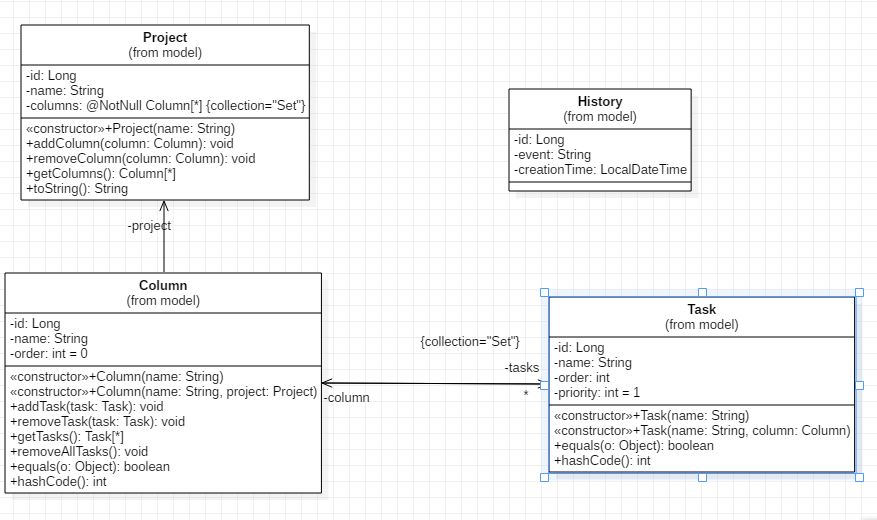 Project
(from model)
-id: Long
-name: String
-columns: @NotNull Column[*] {collection="Set"}
«constructor»+Project(name: String)
+addColumn(column: Column): void
+removeColumn(column: Column): void
+getColumns(): Column[*]
+toString(): String
History
(from model)
-id: Long
-event: String
-creationTime: LocalDateTime
-project
Column
(from model)
-id: Long
-name: String
-order: int = 0
«constructor»+Column(name: String)
«constructor»+Column(name: String, project: Project)
+addTask(task: Task): void
+removeTask(task: Task): void
+getTasks(): Task[*]
+removeAllTasks(): void
+equals(o: Object): boolean
+hashCode(): int
{collection="Set"}
-tasks
-column
*
Task
(from model)
-id: Long
-name: String
-order: int
-priority: int = 1
«constructor»+Task(name: String)
«constructor»+Task(name: String, column: Column)
+equals(o: Object): boolean
+hashCode(): int